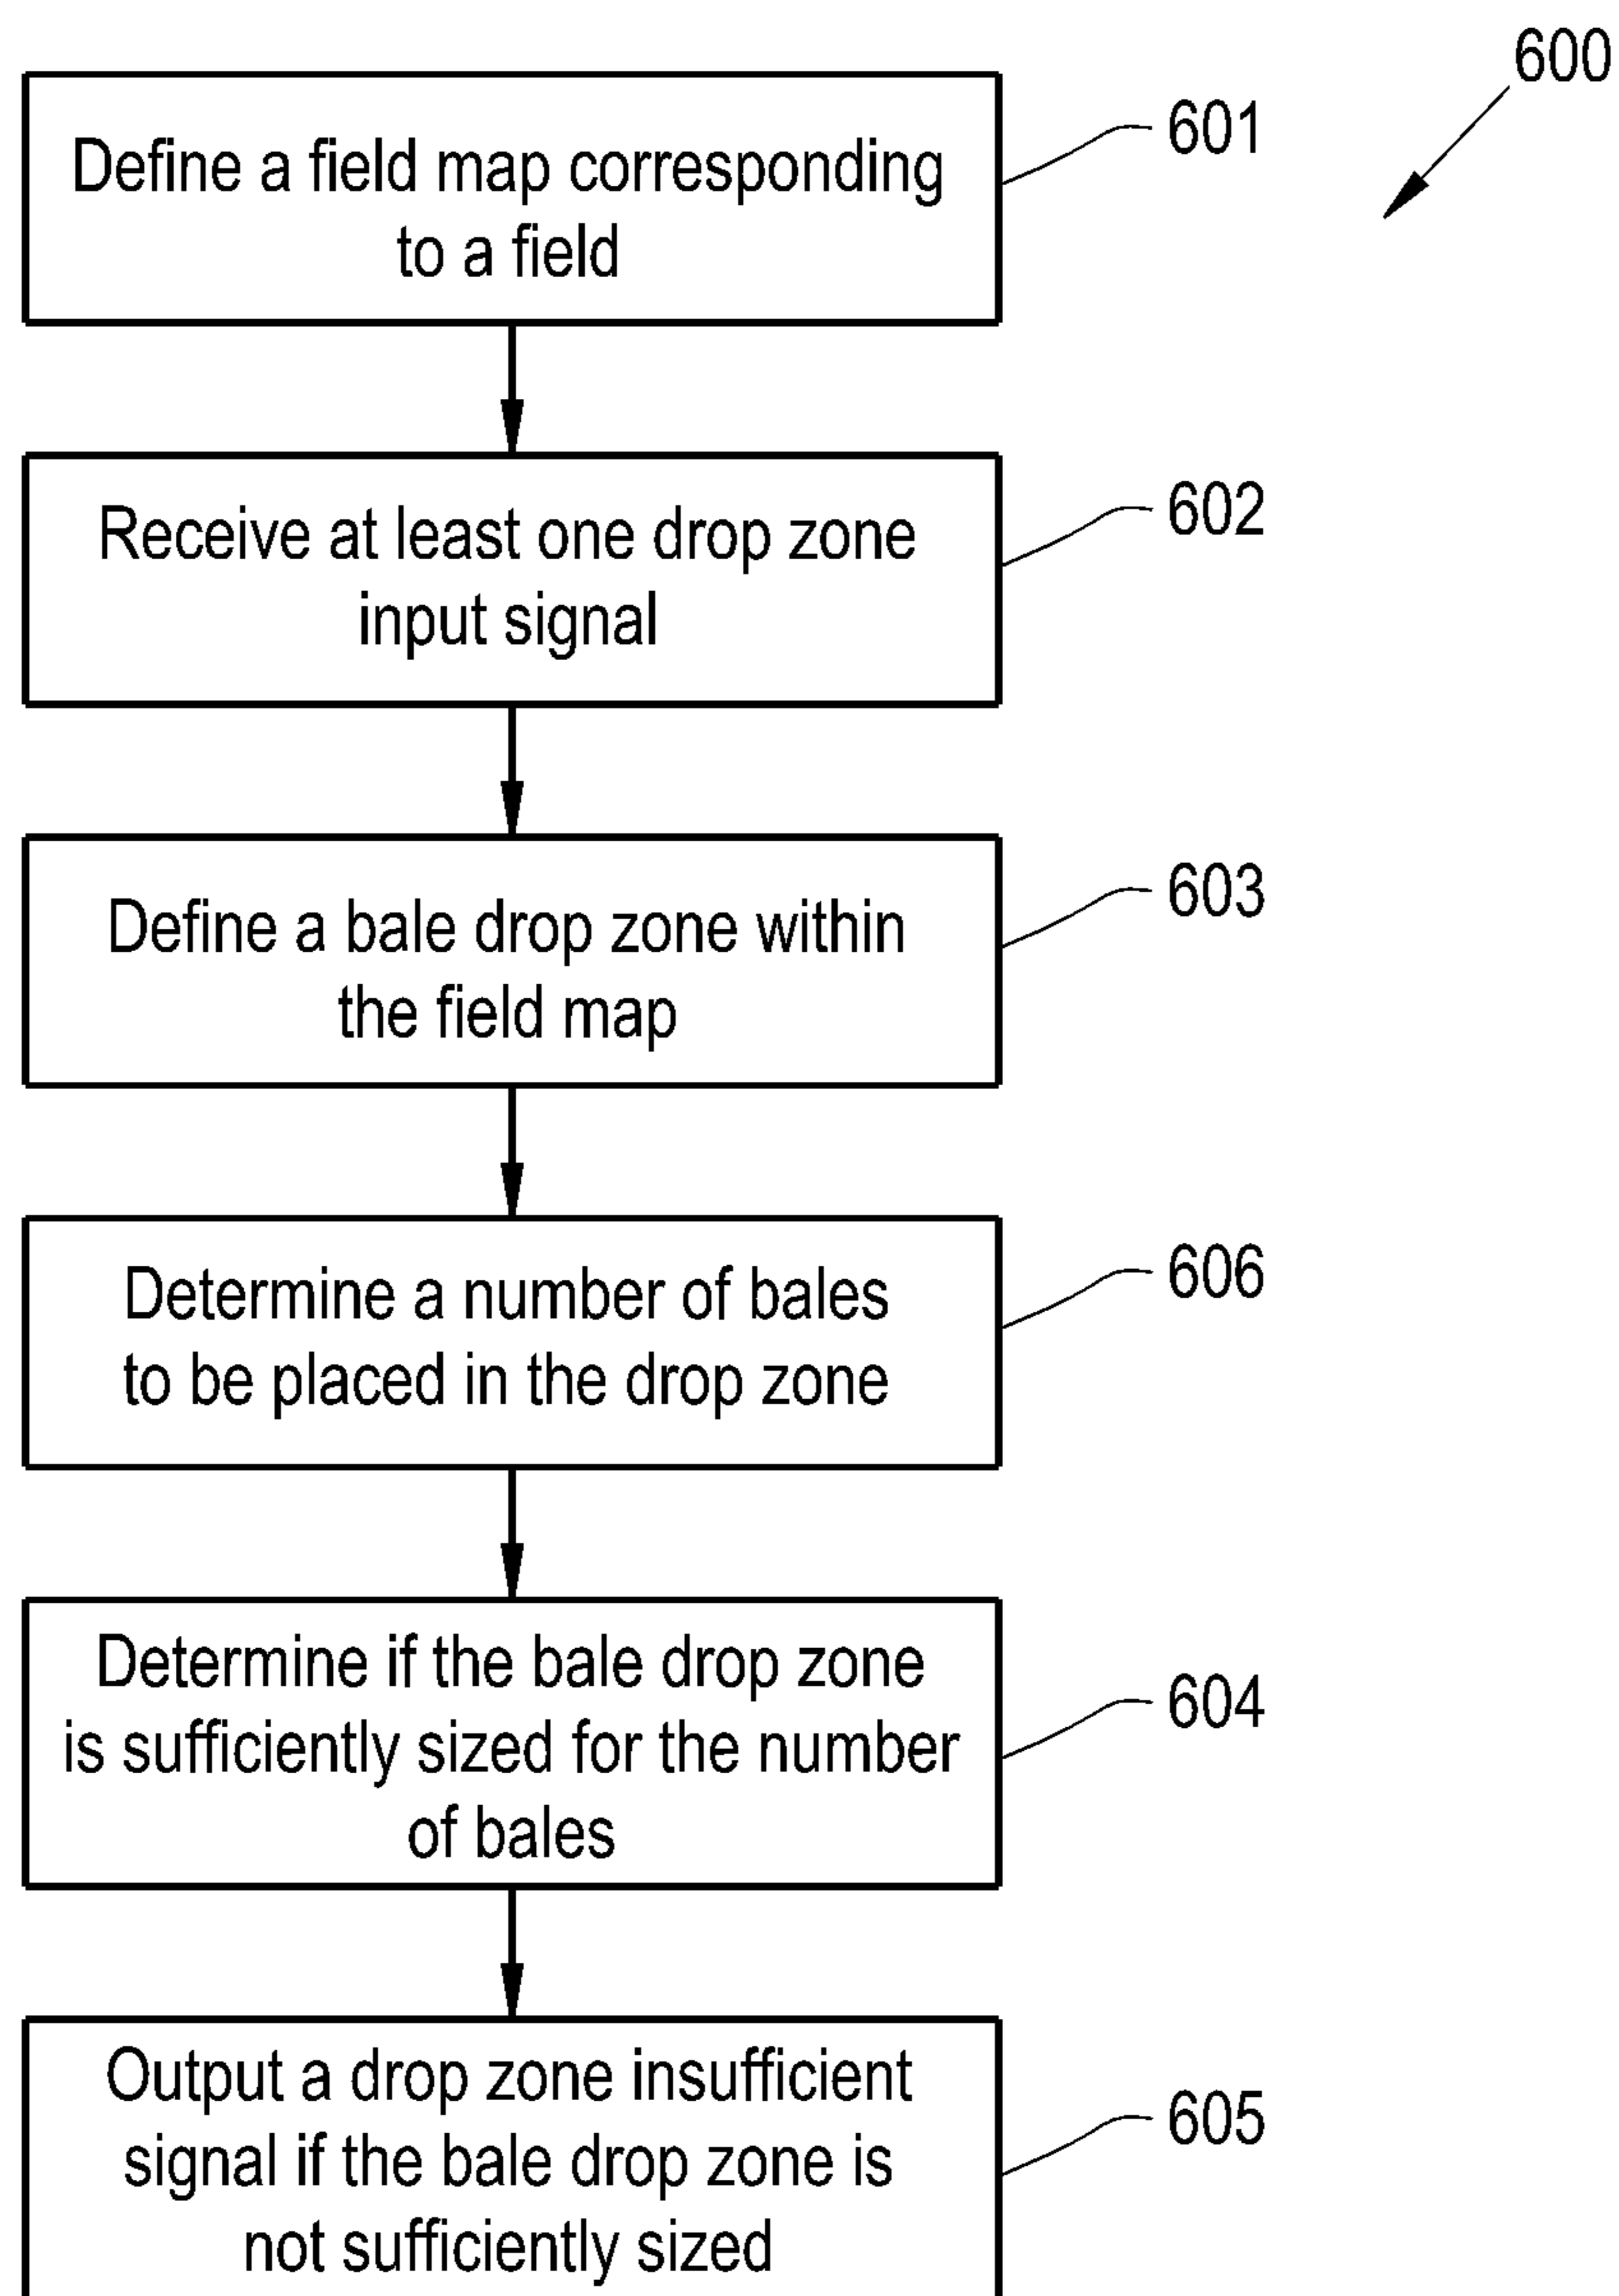 600
Define a field map corresponding
to a field
601
Receive at least one drop zone
input signal
602
Define a bale drop zone within
the field map
603
Determine a number of bales
to be placed in the drop zone
606
Determine if the bale drop zone
is sufficiently sized for the number
of bales
604
Output a drop zone insufficient
signal if the bale drop zone is
not sufficiently sized
605